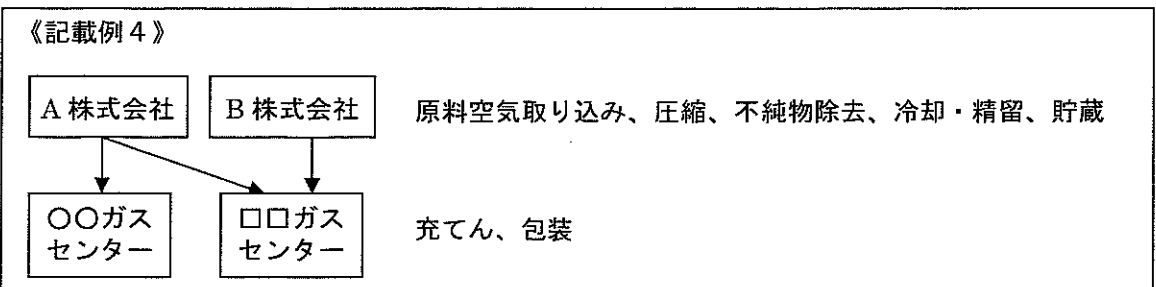 《記載例４》
A 株式会社
B 株式会社
原料空気取り込み、圧縮、不純物除去、冷却・精留、貯蔵
〇〇ガス
センター
□□ガス
センター
充てん、包装